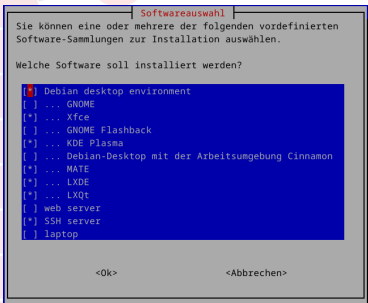 Softwareauswahl
Sie können eine oder mehrere der folgenden vordefinierten
Software-Sammlungen zur Installation auswählen.
Welche Software soll installiert werden?
[*] Debian desktop environment
[ ] ... GNOME
[*] ... Xfce
[ ] ... GNOME Flashback
[*] ... KDE Plasma
[ ] ... Debian-Desktop mit der Arbeitsumgebung Cinnamon
[*] ... MATE
[*] ... LXDE
[*] ... LXQt
[ ] web server
[*] SSH server
[ ] laptop
<Ok> <Abbrechen>